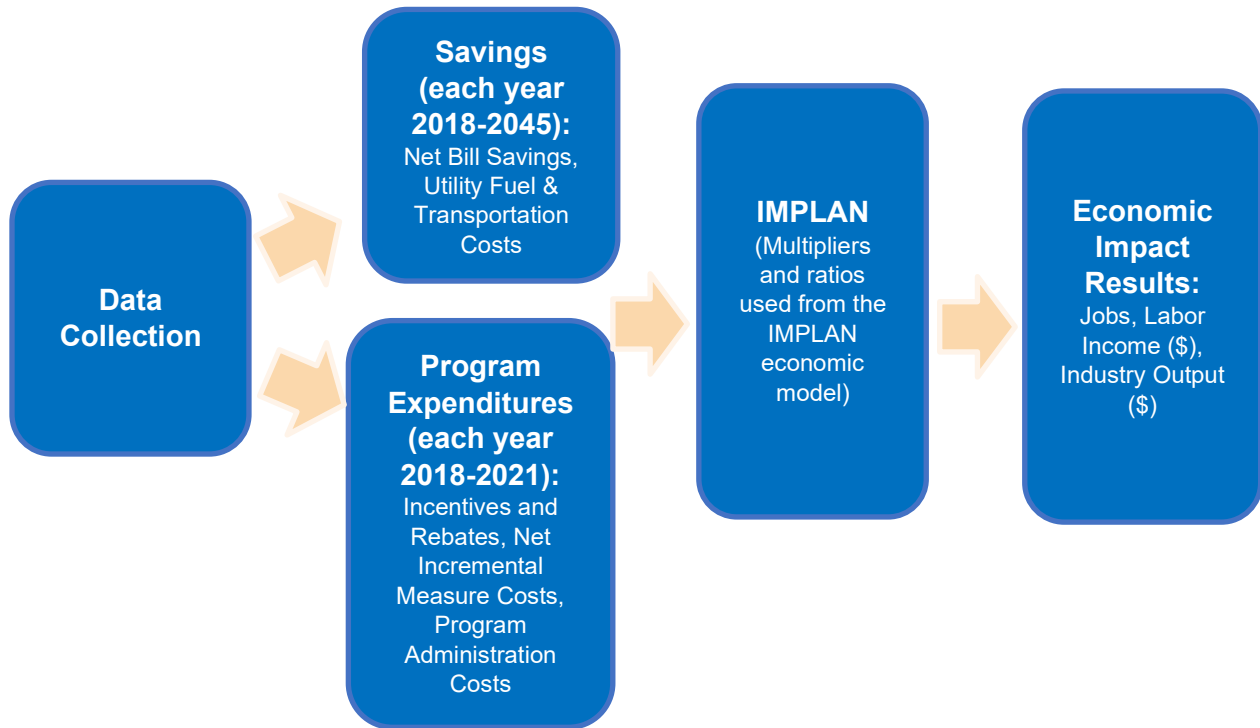 Data
Collection
Savings
(each year
2018-2045):
Net Bill Savings,
Utility Fuel &
Transportation
Costs
Program
Expenditures
(each year
2018-2021):
Incentives and
Rebates, Net
Incremental
Measure Costs,
Program
Administration
Costs
IMPLAN
(Multipliers
and ratios
used from the
IMPLAN
economic
model)
Economic
Impact
Results:
Jobs, Labor
Income ($),
Industry Output
($)